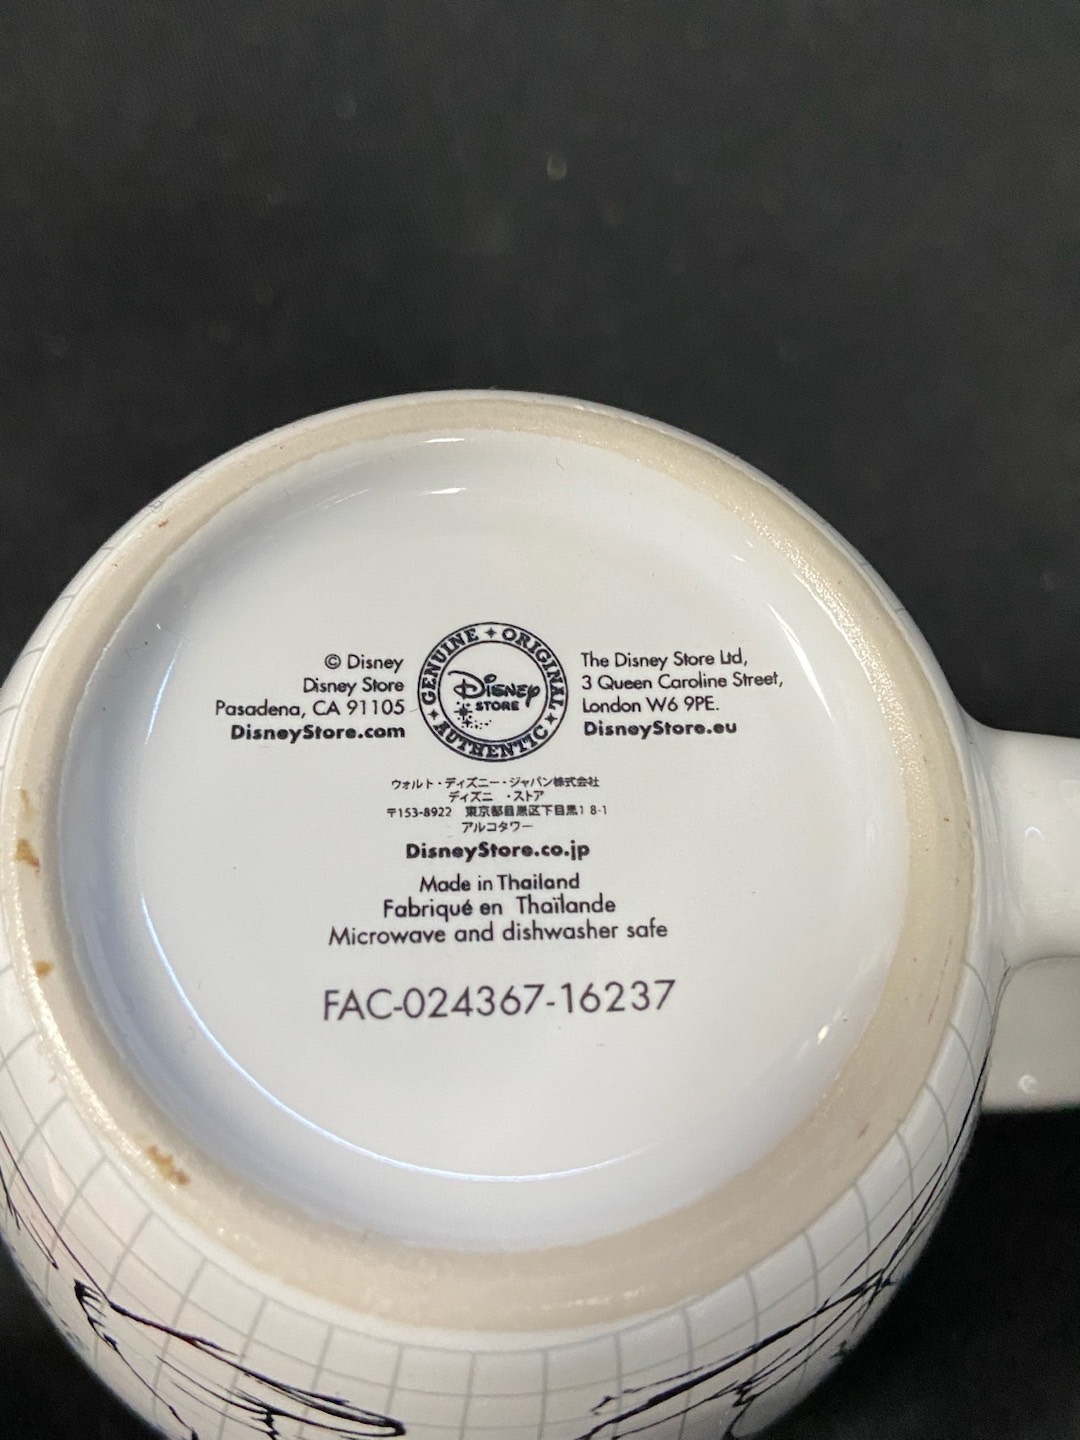 © Disney
Disney Store
Pasadena, CA 91105
DisneyStore.com
GENUINE ORIGINAL AUTHENTIC
Disney
STORE
The Disney Store Ltd,
3 Queen Caroline Street,
London W6 9PE.
DisneyStore.eu
ウォルト・ディズニー・ジャパン株式会社
ディズニ ・ストア
〒153-8922 東京都目黒区下目黒1 8-1
アルコタワー
DisneyStore.co.jp
Made in Thailand
Fabriqué en Thaïlande
Microwave and dishwasher safe
FAC-024367-16237